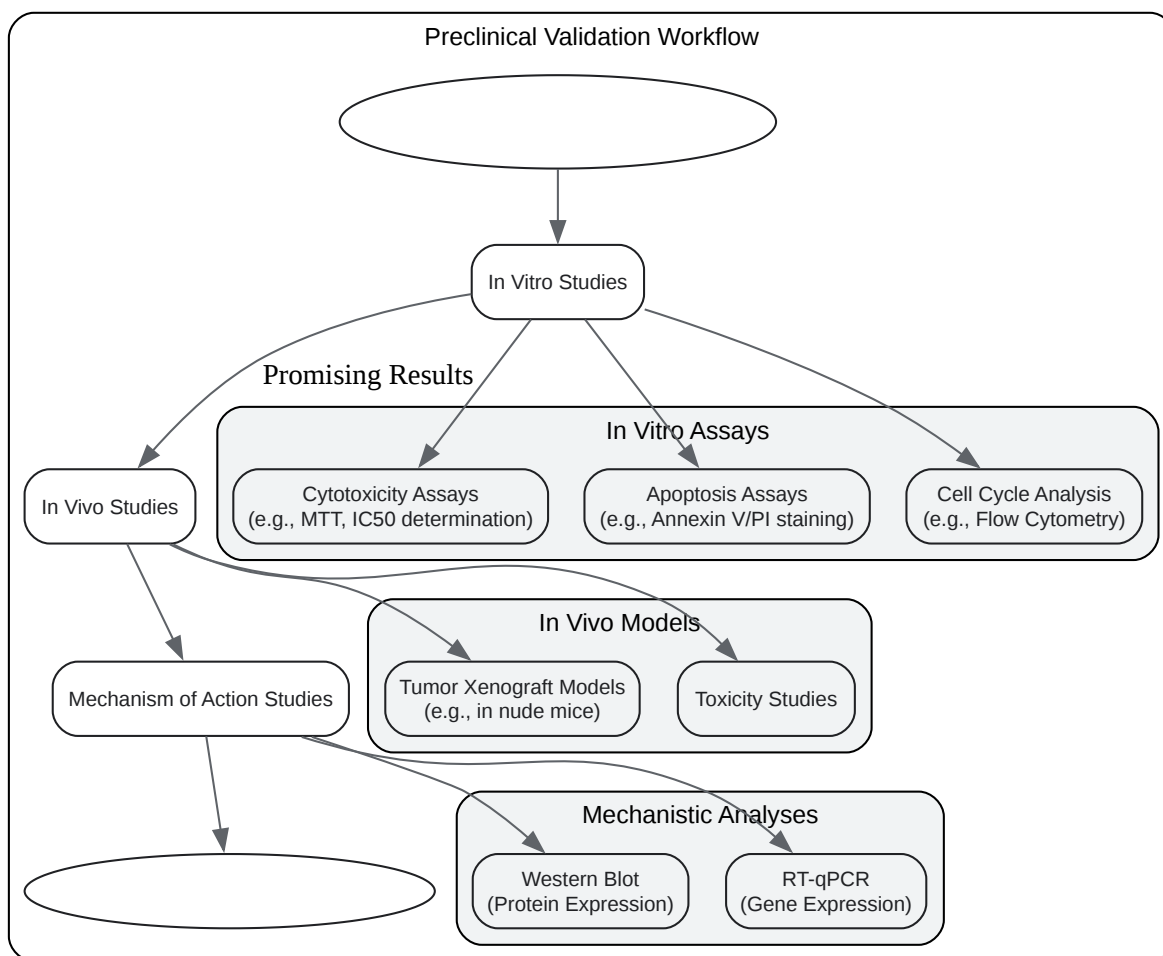 Preclinical Validation Workflow
In Vitro Studies
Promising Results
In Vitro Assays
In Vivo Studies
Cytotoxicity Assays
(e.g., MTT, IC50 determination)
Apoptosis Assays
(e.g., Annexin V/PI staining)
Cell Cycle Analysis
(e.g., Flow Cytometry)
In Vivo Models
Mechanism of Action Studies
Tumor Xenograft Models
(e.g., in nude mice)
Toxicity Studies
Mechanistic Analyses
Western Blot
(Protein Expression)
RT-qPCR
(Gene Expression)